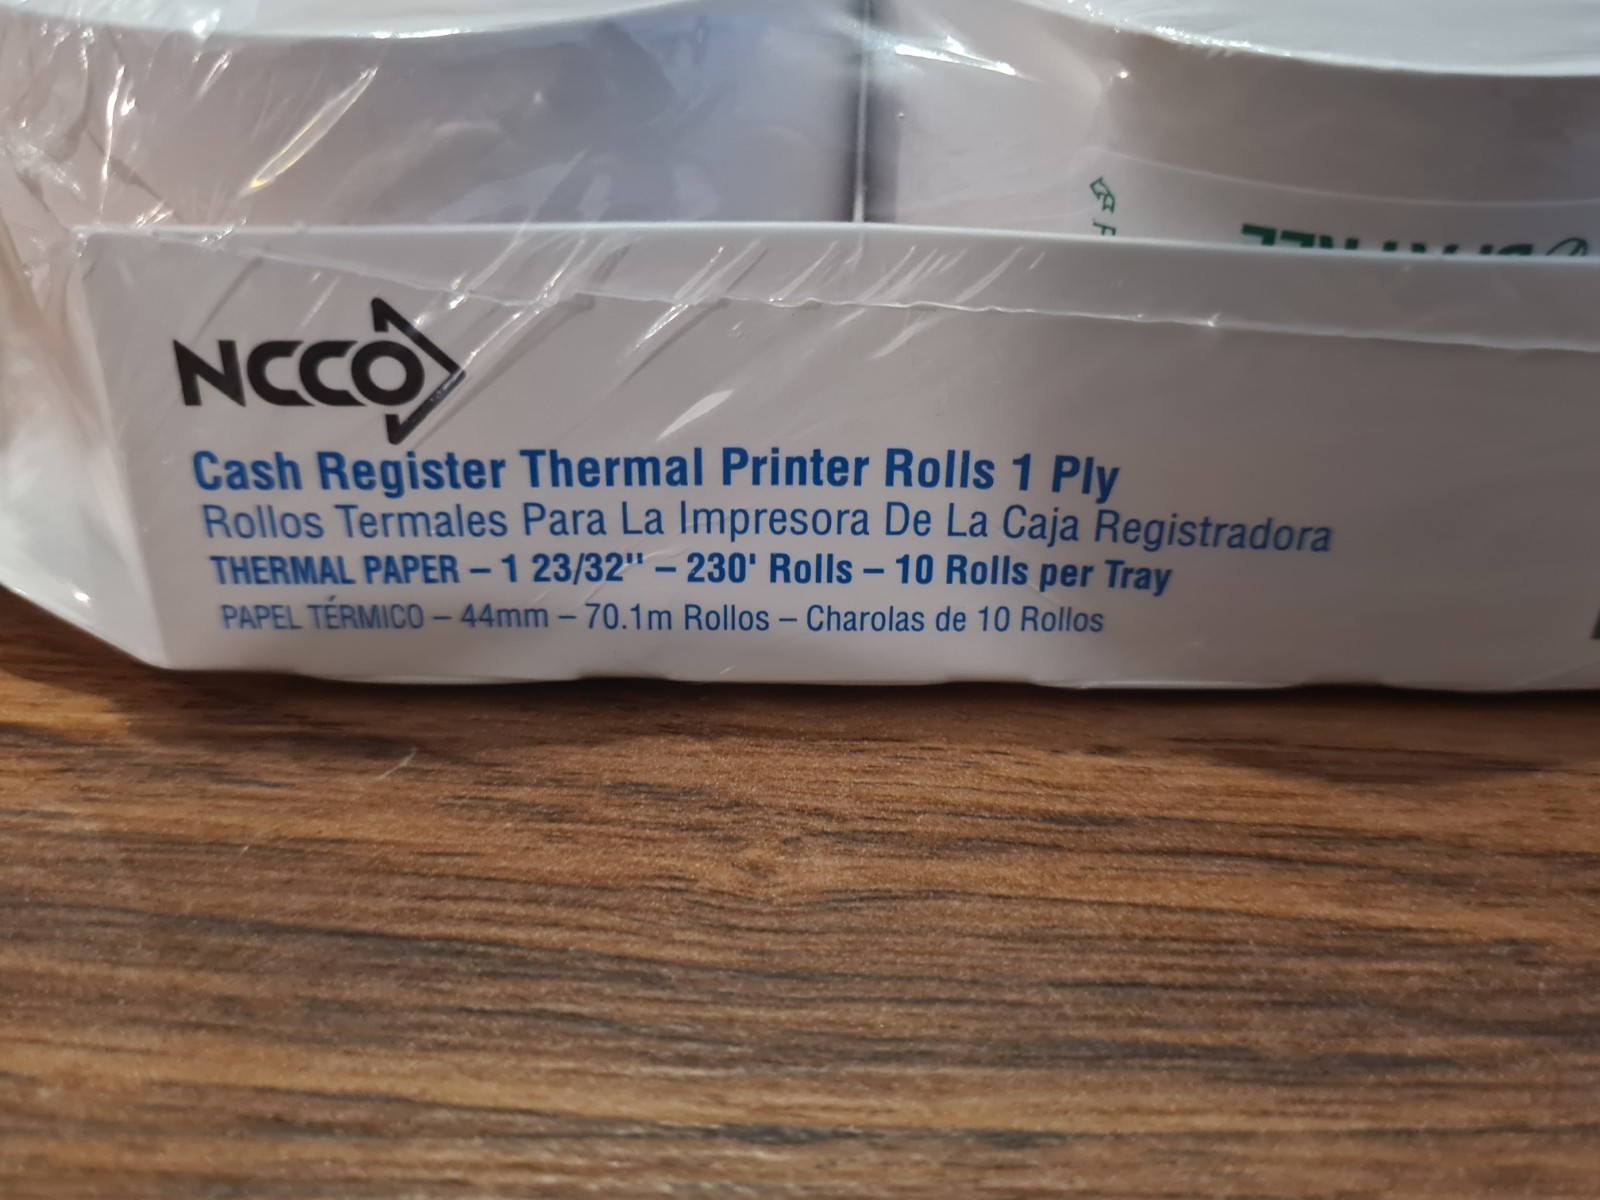 NCCO
Cash Register Thermal Printer Rolls 1 Ply
Rollos Termales Para La Impresora De La Caja Registradora
THERMAL PAPER – 1 23/32" – 230' Rolls – 10 Rolls per Tray
PAPEL TÉRMICO – 44mm – 70.1m Rollos – Charolas de 10 Rollos